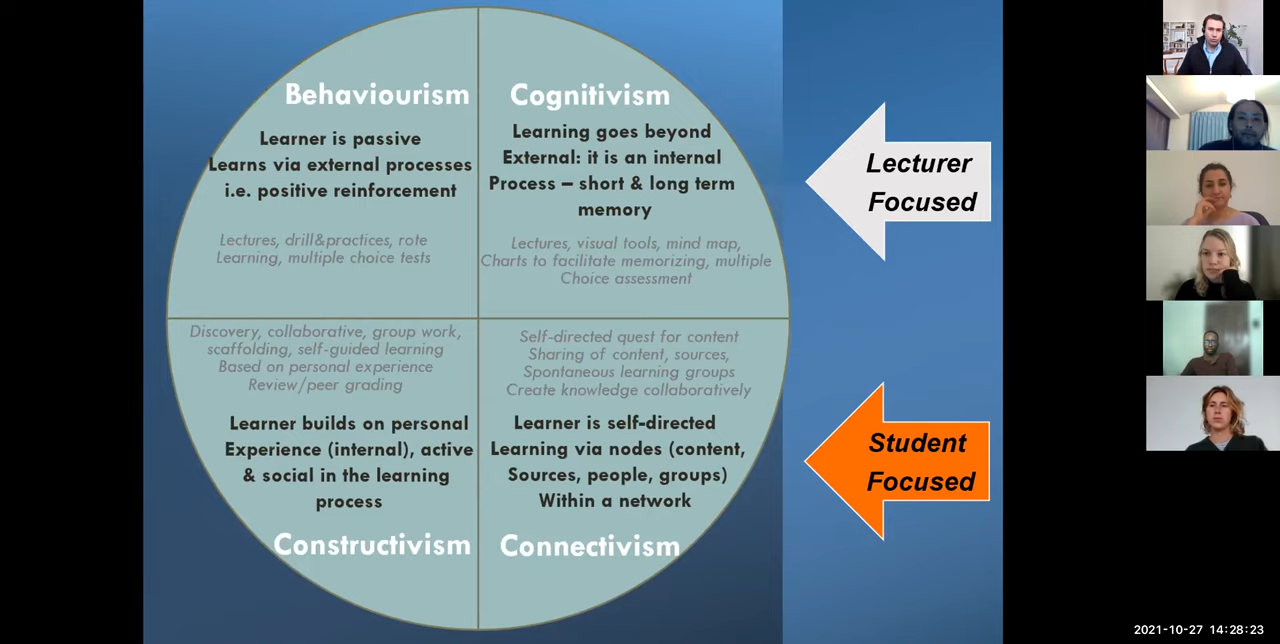 Behaviourism
Learner is passive
Learns via external processes
i.e. positive reinforcement
Lectures, drill&practices, rote
Learning, multiple choice tests
Cognitivism
Learning goes beyond
External: it is an internal
Process – short & long term
memory
Lectures, visual tools, mind map,
Charts to facilitate memorizing, multiple
Choice assessment
Lecturer
Focused
Discovery, collaborative, group work,
scaffolding, self-guided learning
Based on personal experience
Review/peer grading
Learner builds on personal
Experience (internal), active
& social in the learning
process
Constructivism
Self-directed quest for content
Sharing of content, sources,
Spontaneous learning groups
Create knowledge collaboratively
Learner is self-directed
Learning via nodes (content,
Sources, people, groups)
Within a network
Connectivism
Student
Focused
2021-10-27 14:28:23